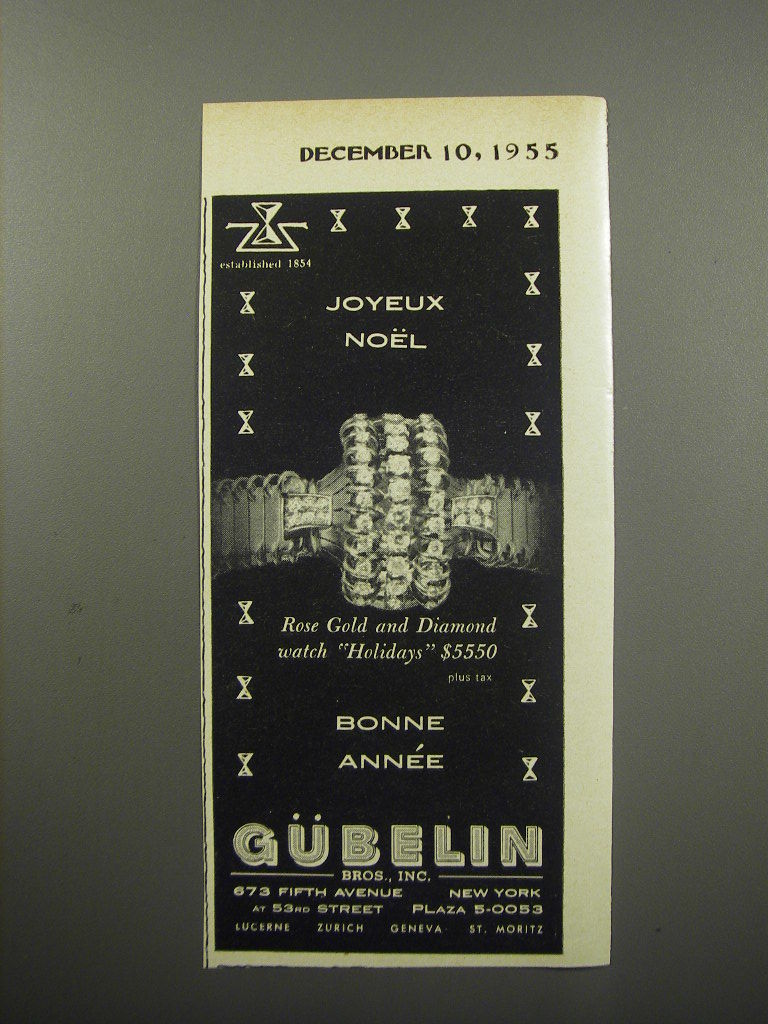 DECEMBER 10, 1955
established 1854
JOYEUX
NOËL
Rose Gold and Diamond
watch "Holidays" $5550
plus tax
BONNE
ANNÉE
GÜBELIN
BROS., INC.
673 FIFTH AVENUE NEW YORK
AT 53RD STREET PLAZA 5-0053
LUCERNE ZURICH GENEVA ST. MORITZ